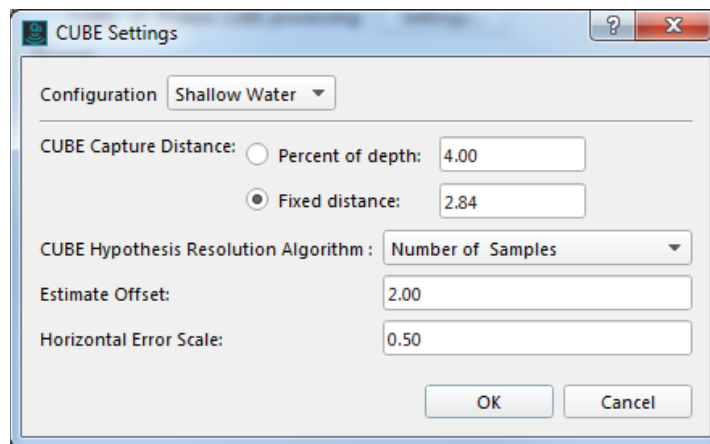 CUBE Settings
Configuration Shallow Water
CUBE Capture Distance: Percent of depth: 4.00
Fixed distance: 2.84
CUBE Hypothesis Resolution Algorithm : Number of Samples
Estimate Offset: 2.00
Horizontal Error Scale: 0.50
OK Cancel